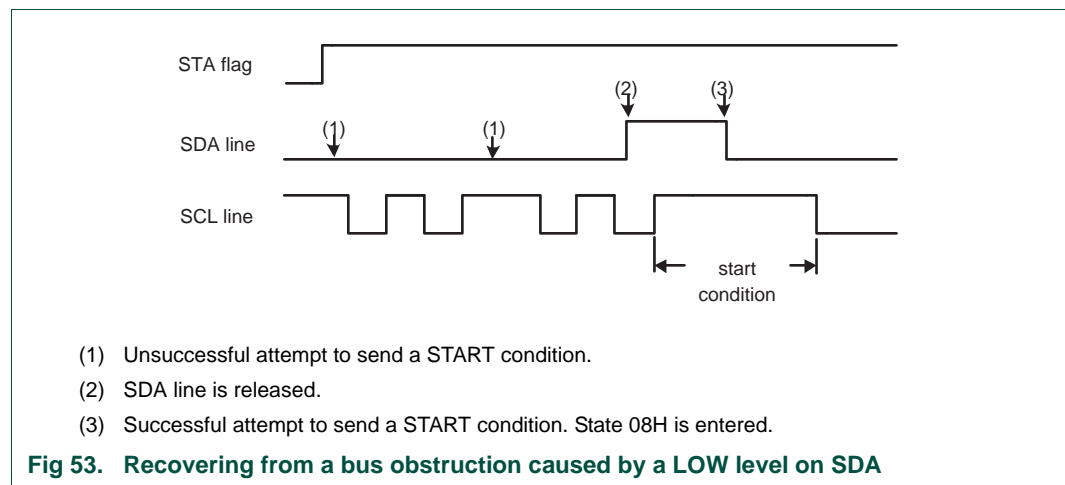 STA flag
(2) (3)
(1) (1)
SDA line
SCL line
start
condition
(1) Unsuccessful attempt to send a START condition.
(2) SDA line is released.
(3) Successful attempt to send a START condition. State 08H is entered.
Fig 53. Recovering from a bus obstruction caused by a LOW level on SDA